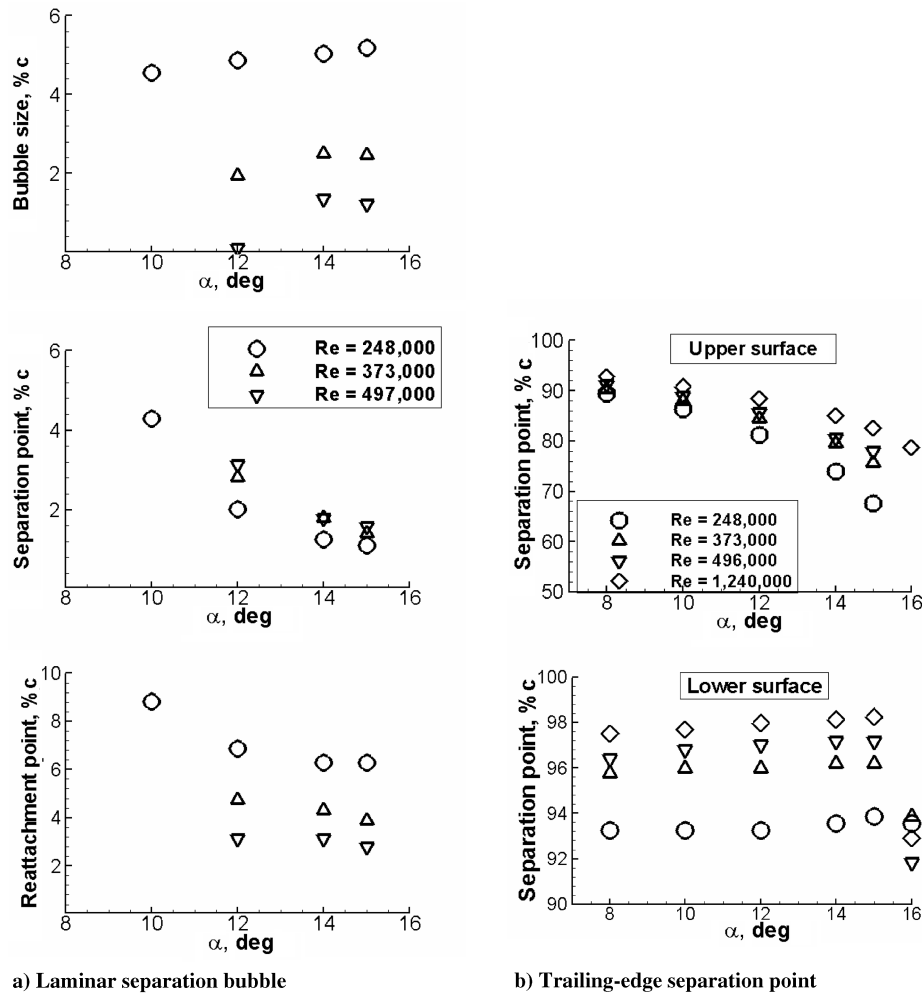 6
4
2
Bubble size, % c
8 10 12 14 16
α, deg
6
4
2
Separation point, % c
Re = 248,000
Re = 373,000
Re = 497,000
8 10 12 14 16
α, deg
10
8
6
4
2
Reattachment point, % c
8 10 12 14 16
α, deg
a) Laminar separation bubble
100
90
80
70
60
50
Separation point, % c
Upper surface
Re = 248,000
Re = 373,000
Re = 496,000
Re = 1,240,000
8 10 12 14 16
α, deg
98
96
94
92
90
Separation point, % c
Lower surface
8 10 12 14 16
α, deg
b) Trailing-edge separation point